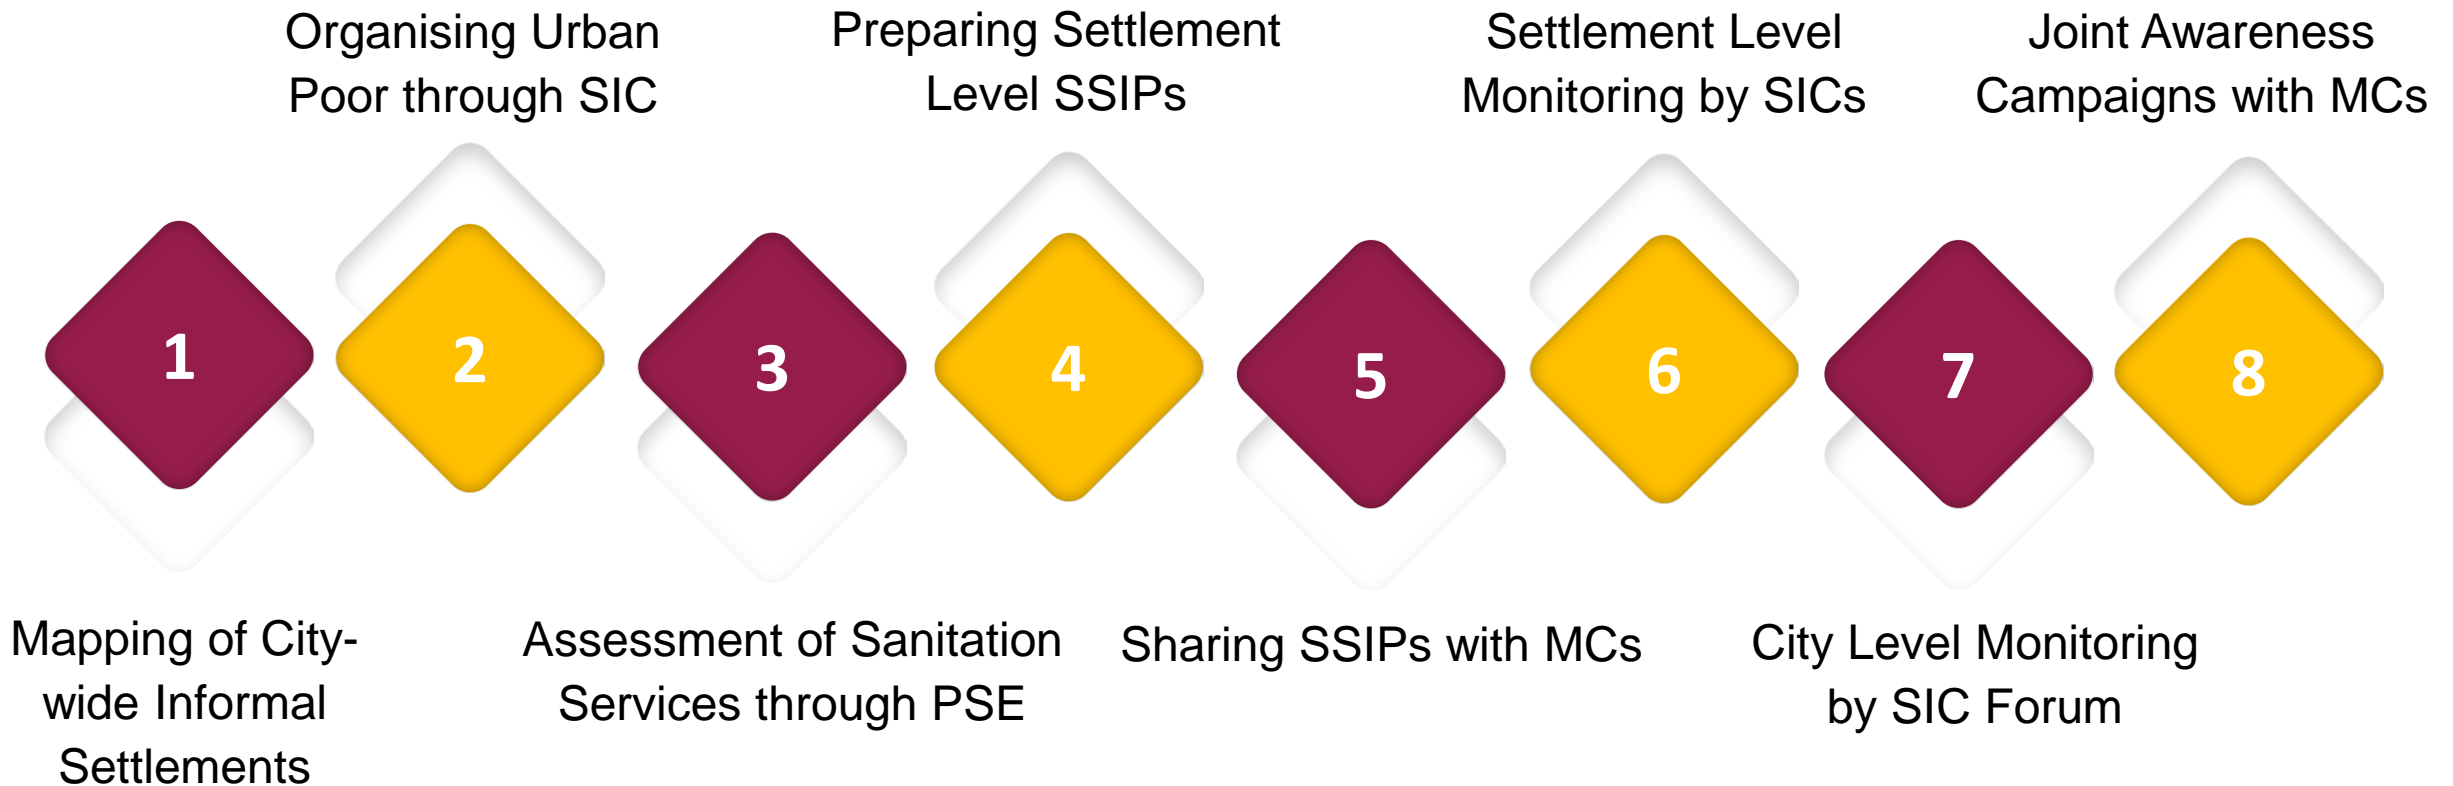 Organising Urban
Poor through SIC
Preparing Settlement
Level SSIPs
Settlement Level
Monitoring by SICs
Joint Awareness
Campaigns with MCs
1
2
3
4
5
6
7
8
Mapping of City-
wide Informal
Settlements
Assessment of Sanitation
Services through PSE
Sharing SSIPs with MCs
City Level Monitoring
by SIC Forum